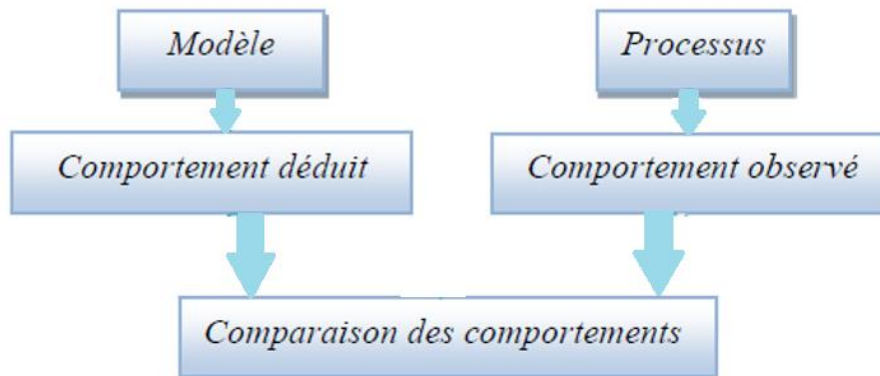 Modèle
Processus
Comportement déduit
Comportement observé
Comparaison des comportements